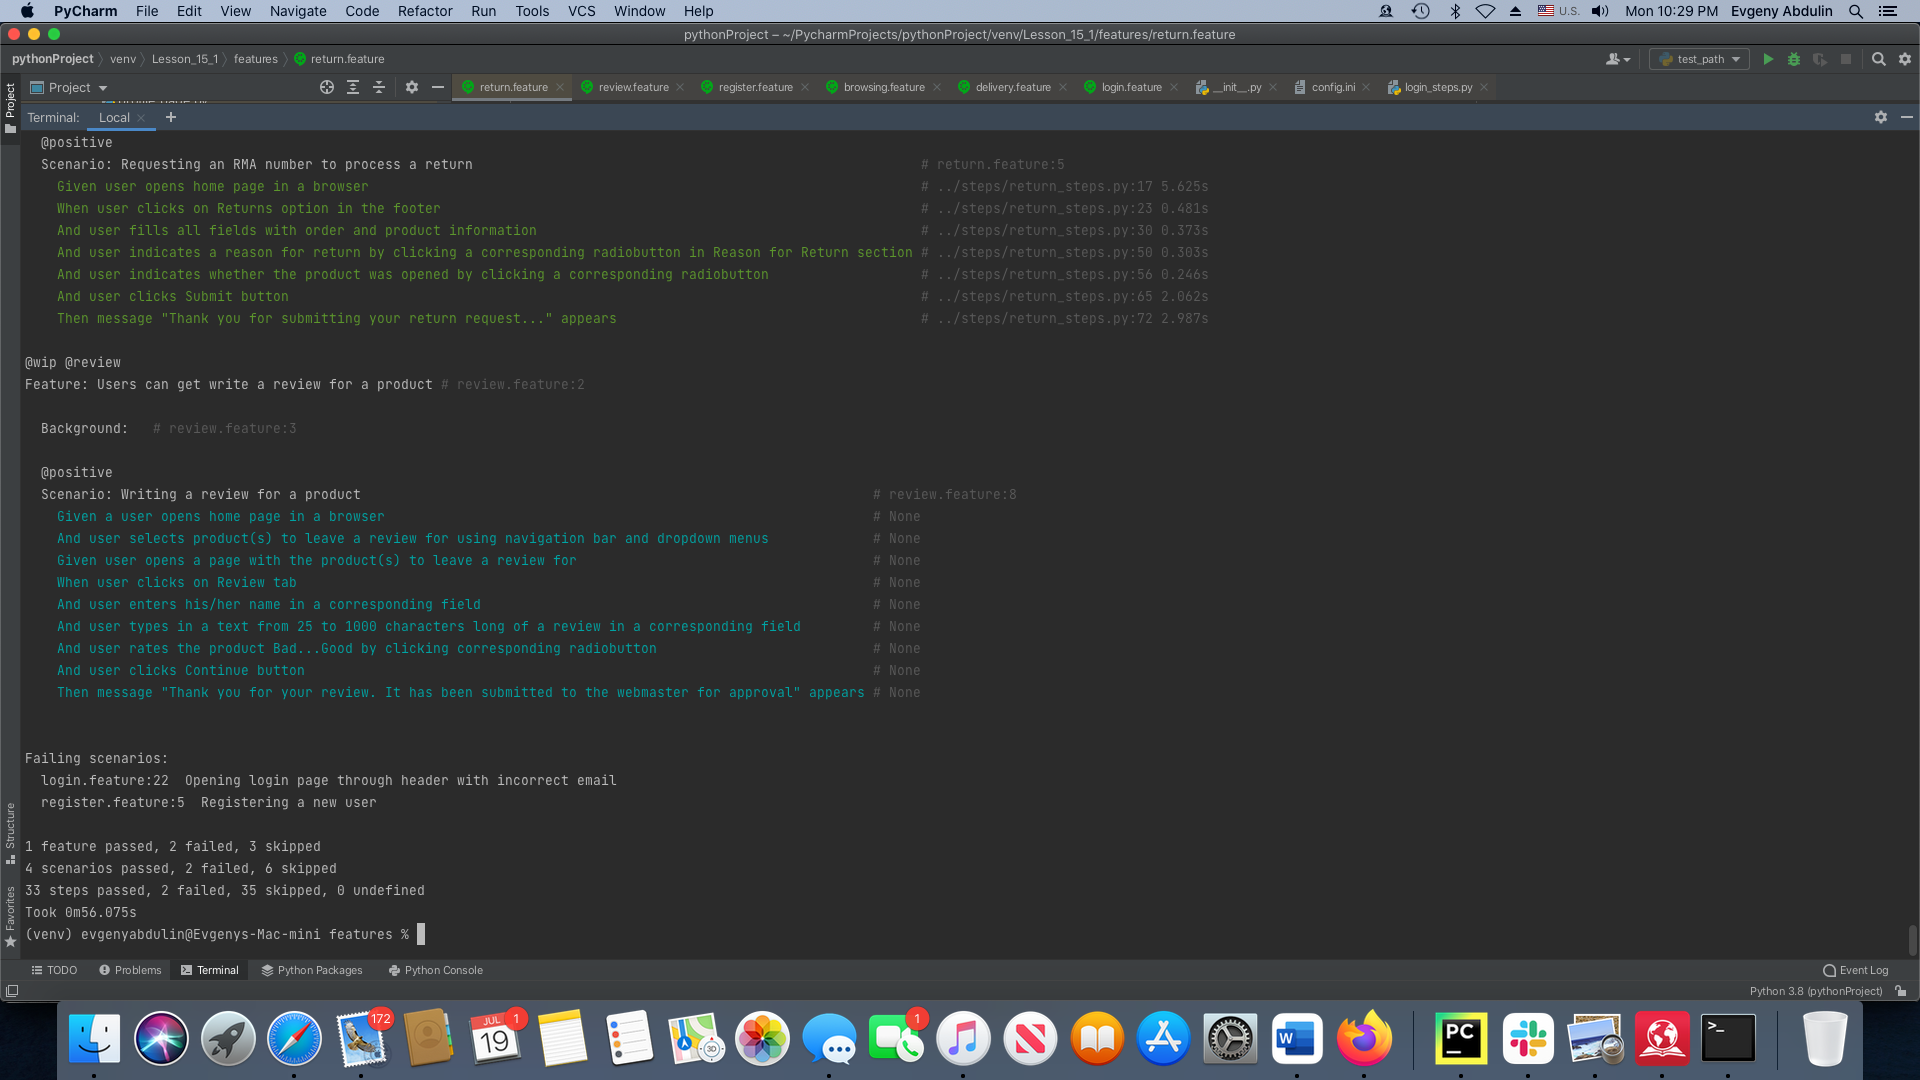 PyCharm File Edit View Navigate Code Refactor Run Tools VCS Window Help U.S. Mon 10:29 PM Evgeny Abdulin
pythonProject – ~/PycharmProjects/pythonProject/venv/Lesson_15_1/features/return.feature
pythonProject venv Lesson_15_1 features return.feature test_path
Project return.feature review.feature register.feature browsing.feature delivery.feature login.feature __init__.py config.ini login_steps.py
Project
Terminal: Local
@positive
Scenario: Requesting an RMA number to process a return # return.feature:5
Given user opens home page in a browser # ../steps/return_steps.py:17 5.625s
When user clicks on Returns option in the footer # ../steps/return_steps.py:23 0.481s
And user fills all fields with order and product information # ../steps/return_steps.py:30 0.373s
And user indicates a reason for return by clicking a corresponding radiobutton in Reason for Return section # ../steps/return_steps.py:50 0.303s
And user indicates whether the product was opened by clicking a corresponding radiobutton # ../steps/return_steps.py:56 0.246s
And user clicks Submit button # ../steps/return_steps.py:65 2.062s
Then message "Thank you for submitting your return request..." appears # ../steps/return_steps.py:72 2.987s
@wip @review
Feature: Users can get write a review for a product # review.feature:2
Background: # review.feature:3
@positive
Scenario: Writing a review for a product # review.feature:8
Given a user opens home page in a browser # None
And user selects product(s) to leave a review for using navigation bar and dropdown menus # None
Given user opens a page with the product(s) to leave a review for # None
When user clicks on Review tab # None
And user enters his/her name in a corresponding field # None
And user types in a text from 25 to 1000 characters long of a review in a corresponding field # None
And user rates the product Bad...Good by clicking corresponding radiobutton # None
And user clicks Continue button # None
Then message "Thank you for your review. It has been submitted to the webmaster for approval" appears # None
Failing scenarios:
login.feature:22 Opening login page through header with incorrect email
register.feature:5 Registering a new user
1 feature passed, 2 failed, 3 skipped
4 scenarios passed, 2 failed, 6 skipped
33 steps passed, 2 failed, 35 skipped, 0 undefined
Took 0m56.075s
(venv) evgenyabdulin@Evgenys-Mac-mini features %
Structure
Favorites
TODO Problems Terminal Python Packages Python Console Event Log
Python 3.8 (pythonProject)
172
JUL 1
19
3D
1
W
PC
>_